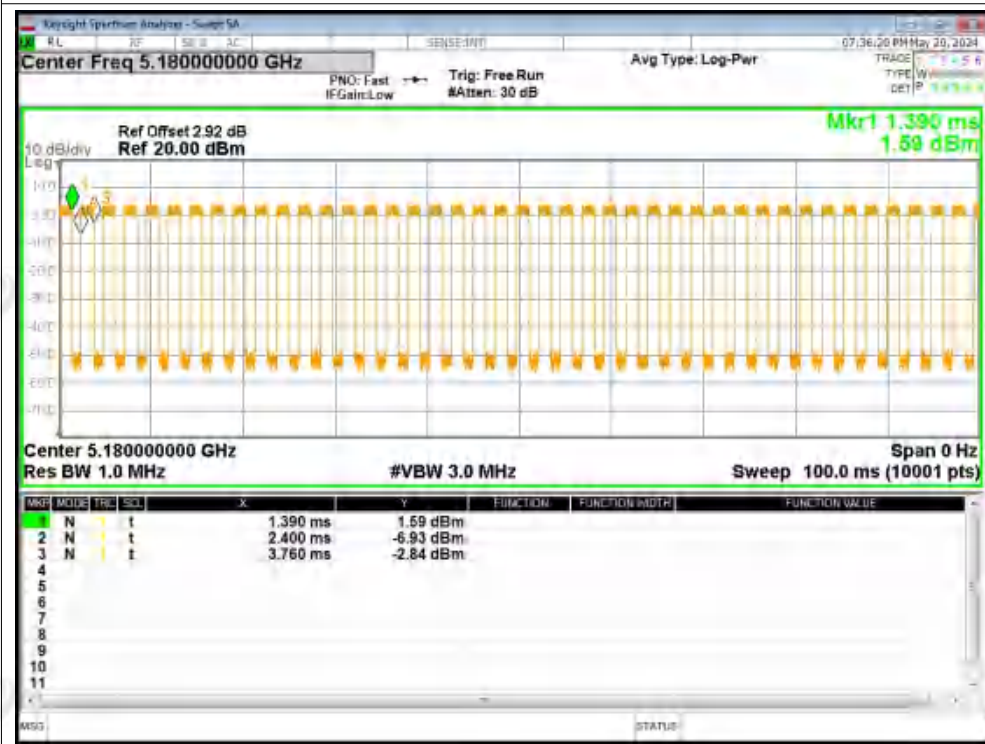 Keysight Spectrum Analyzer - Swept SA
RL RF 50 Ω AC SENSE:INT 07:36:20 PM May 20, 2024
Center Freq 5.180000000 GHz
PNO: Fast
IFGain:Low
Trig: Free Run
#Atten: 30 dB
Avg Type: Log-Pwr
TRACE
TYPE W
DET P
Mkr1 1.390 ms
1.59 dBm
Ref Offset 2.92 dB
10 dB/div Ref 20.00 dBm
Log
1
3
Center 5.180000000 GHz Span 0 Hz
Res BW 1.0 MHz #VBW 3.0 MHz Sweep 100.0 ms (10001 pts)
MKR MODE TRC SCL X Y FUNCTION FUNCTION WIDTH FUNCTION VALUE
1 N 1 t 1.390 ms 1.59 dBm
2 N 1 t 2.400 ms -6.93 dBm
3 N 1 t 3.760 ms -2.84 dBm
4
5
6
7
8
9
10
11
MSG STATUS